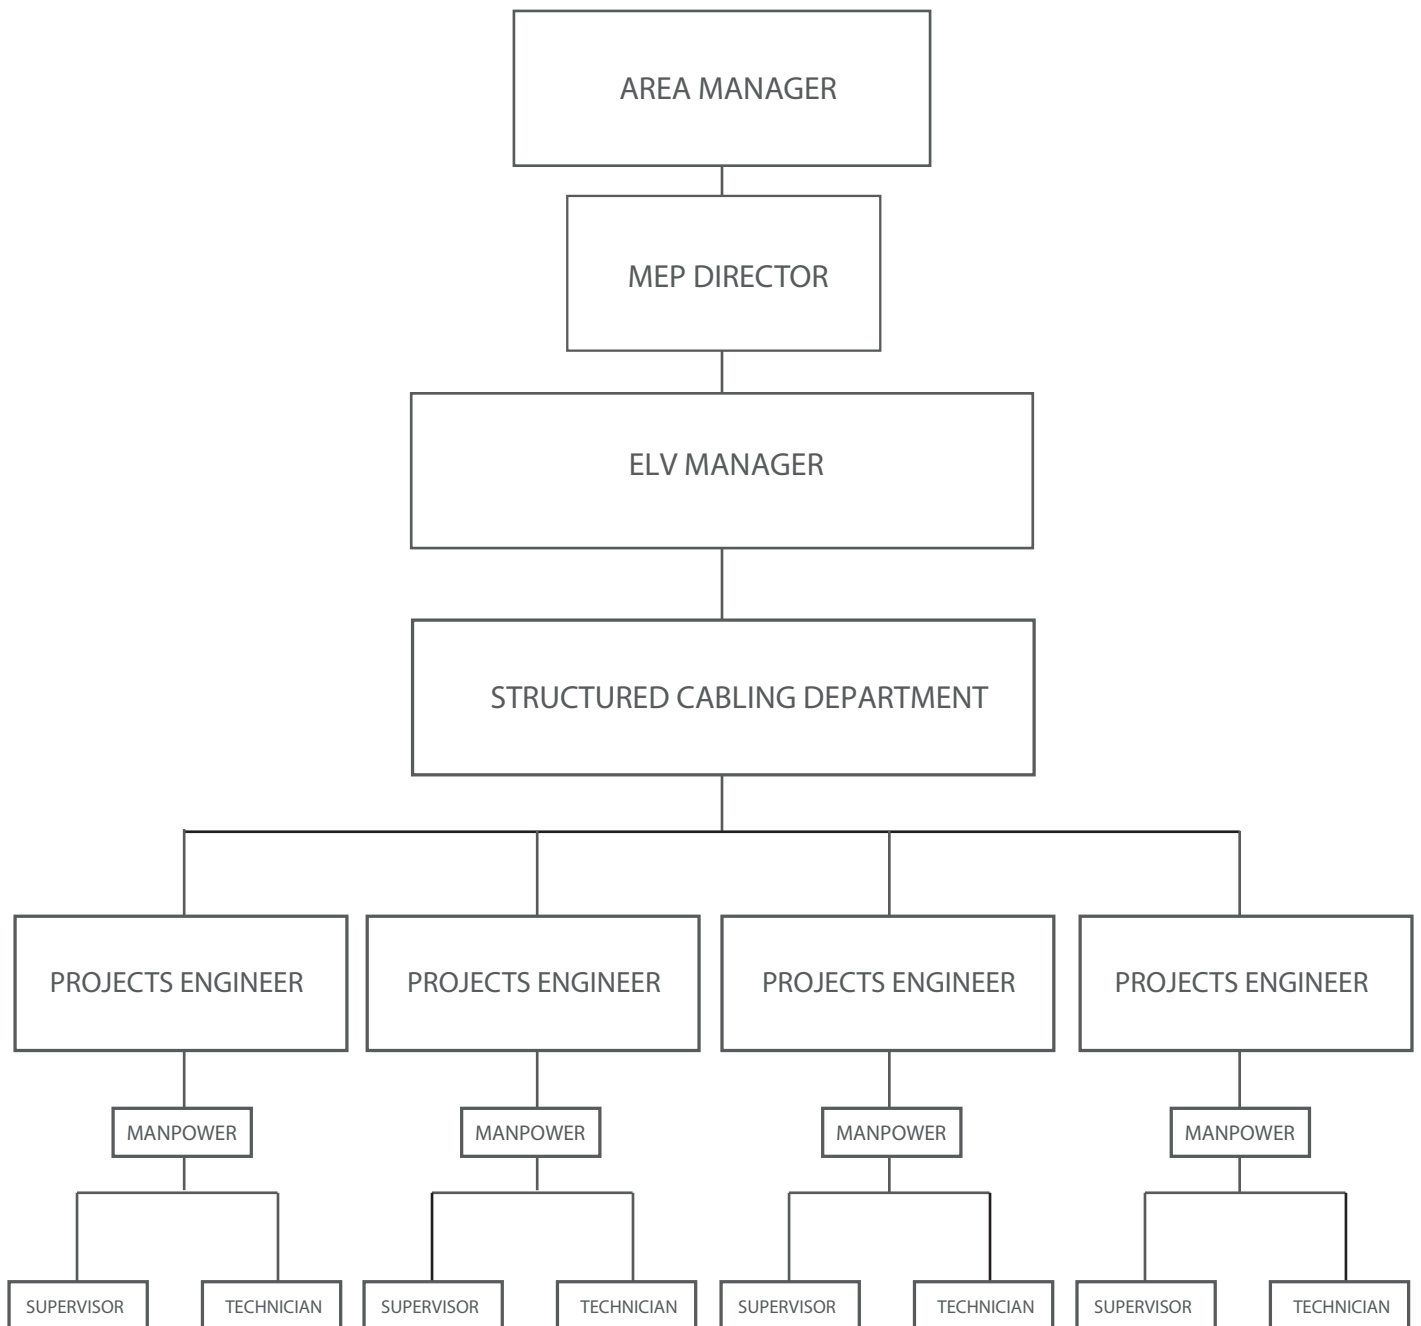 AREA MANAGER
MEP DIRECTOR
ELV MANAGER
STRUCTURED CABLING DEPARTMENT
PROJECTS ENGINEER
PROJECTS ENGINEER
PROJECTS ENGINEER
PROJECTS ENGINEER
MANPOWER
MANPOWER
MANPOWER
MANPOWER
SUPERVISOR
TECHNICIAN
SUPERVISOR
TECHNICIAN
SUPERVISOR
TECHNICIAN
SUPERVISOR
TECHNICIAN